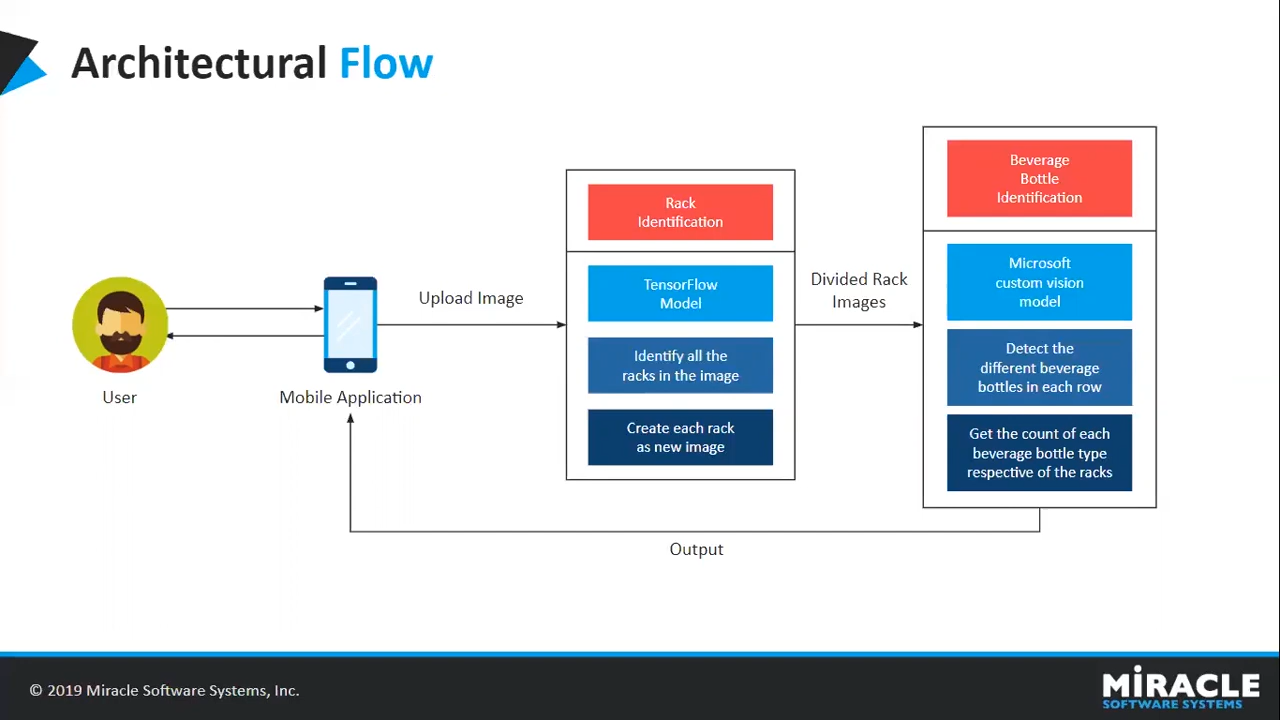 Architectural Flow
User
Mobile Application
Upload Image
Rack
Identification
TensorFlow
Model
Identify all the
racks in the image
Create each rack
as new image
Divided Rack
Images
Beverage
Bottle
Identification
Microsoft
custom vision
model
Detect the
different beverage
bottles in each row
Get the count of each
beverage bottle type
respective of the racks
Output
© 2019 Miracle Software Systems, Inc.
MIRACLE
SOFTWARE SYSTEMS